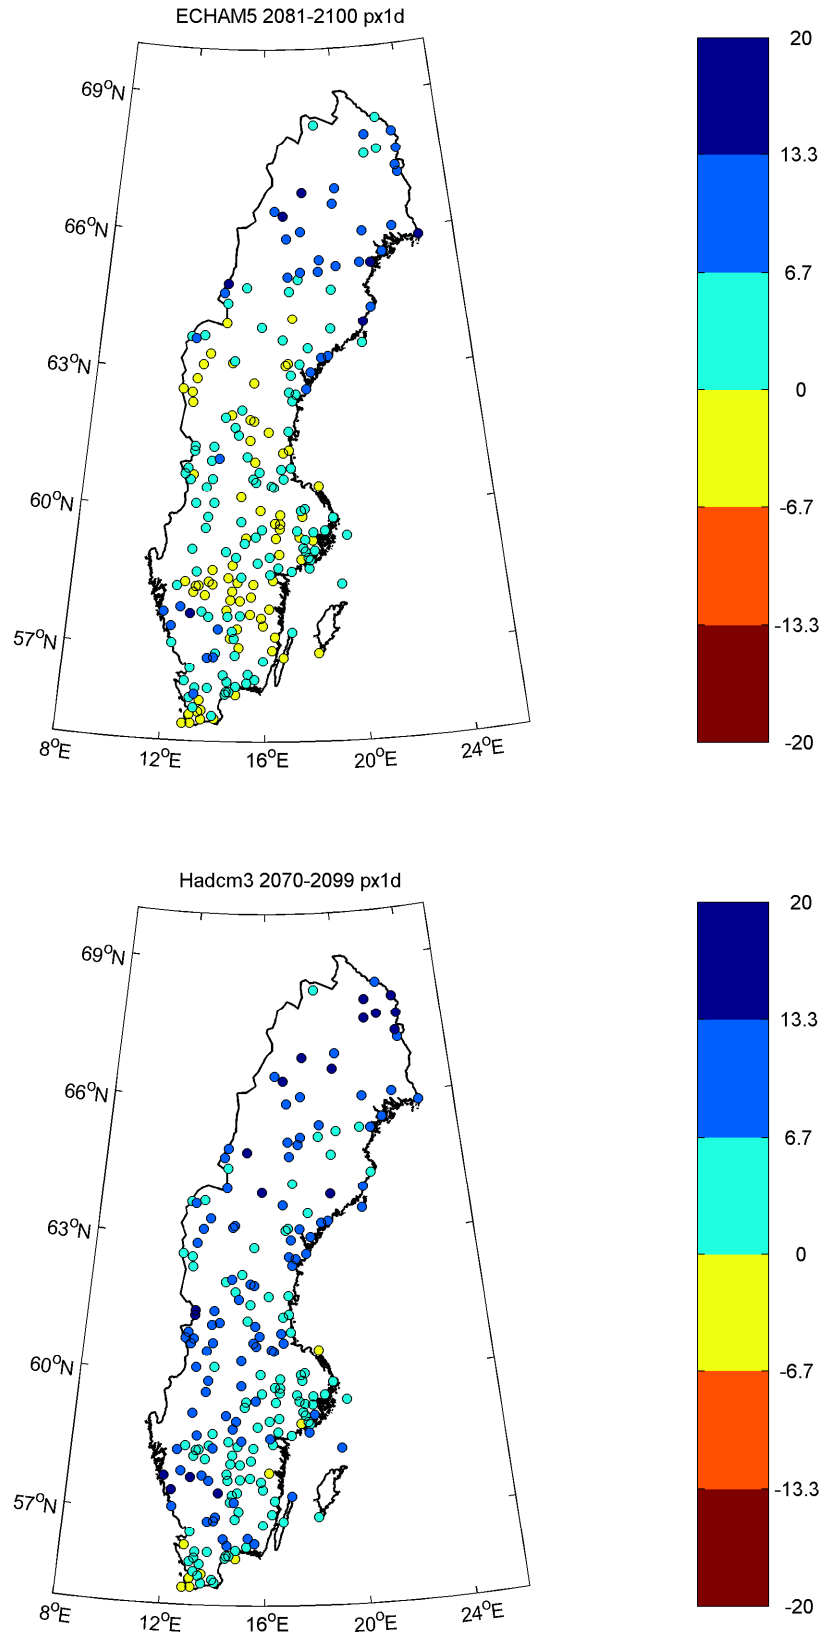 ECHAM5 2081-2100 px1d
20
69°N
13.3
66°N
6.7
63°N
0
60°N
-6.7
57°N
-13.3
8°E
12°E
16°E
20°E
24°E
-20
Hadcm3 2070-2099 px1d
20
69°N
13.3
66°N
6.7
63°N
0
60°N
-6.7
57°N
-13.3
8°E
12°E
16°E
20°E
24°E
-20